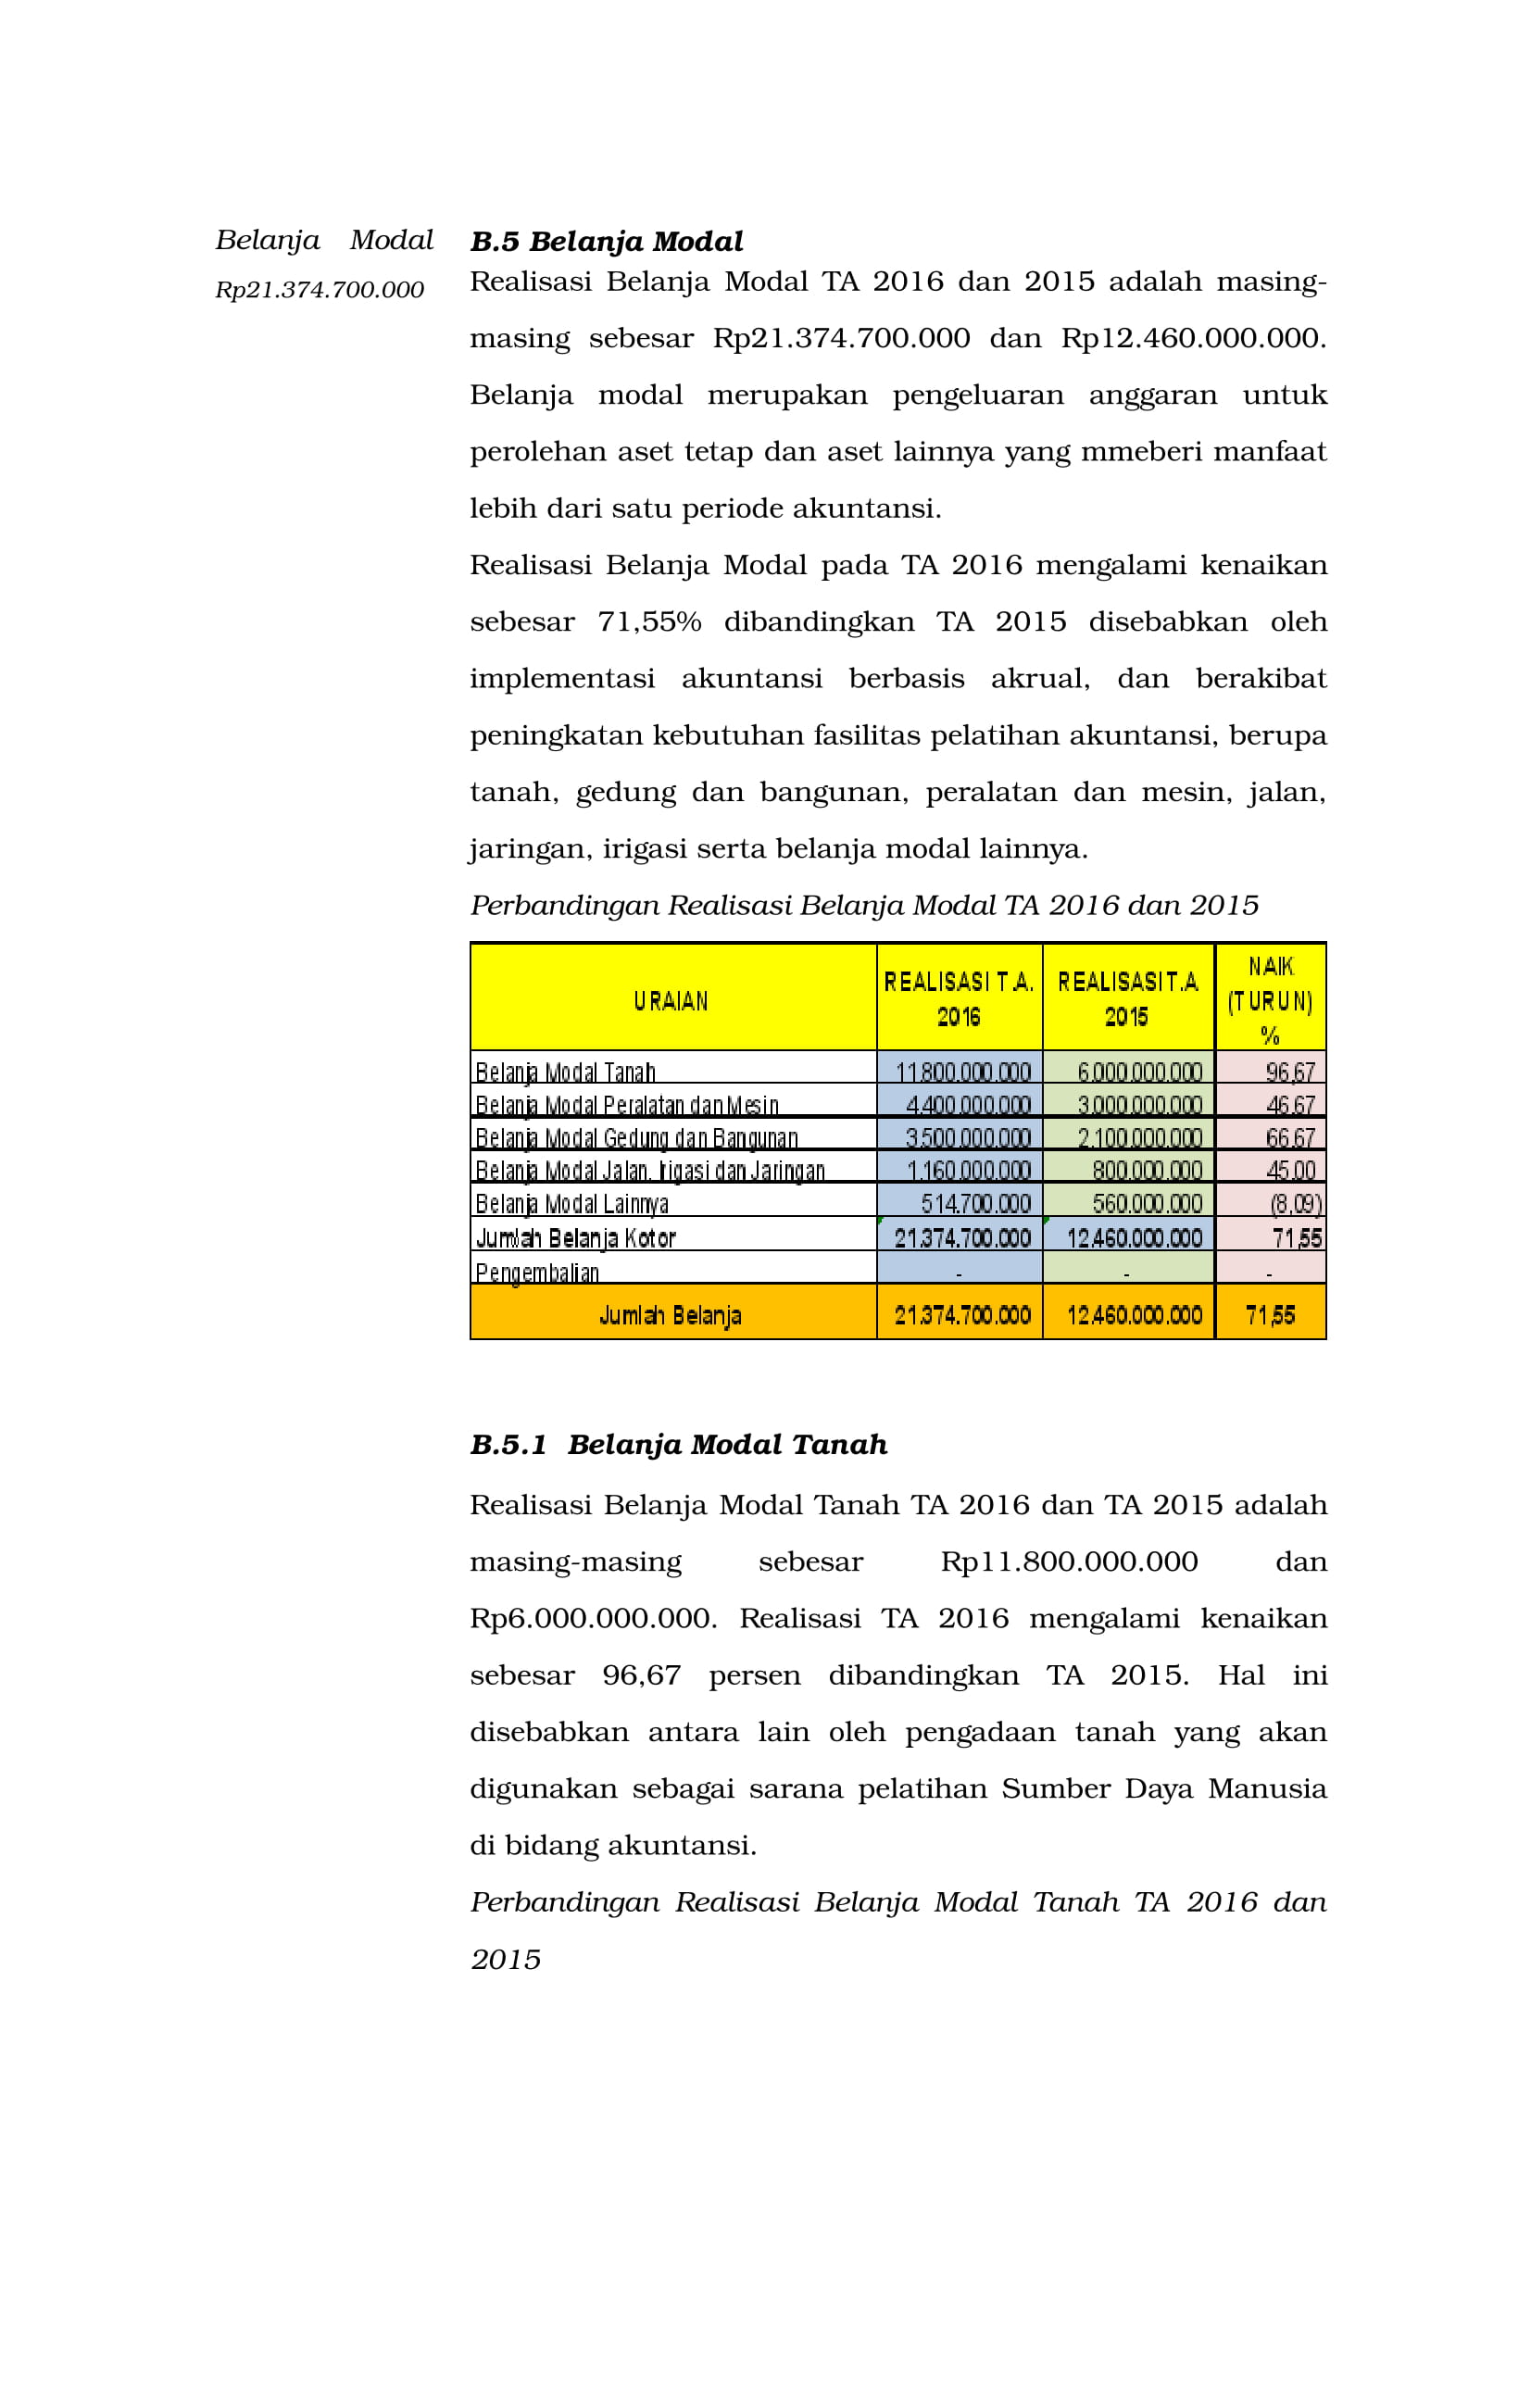 Belanja Modal
Rp21.374.700.000
B.5 Belanja Modal
Realisasi Belanja Modal TA 2016 dan 2015 adalah masing-
masing sebesar Rp21.374.700.000 dan Rp12.460.000.000.
Belanja modal merupakan pengeluaran anggaran untuk
perolehan aset tetap dan aset lainnya yang mmeberi manfaat
lebih dari satu periode akuntansi.
Realisasi Belanja Modal pada TA 2016 mengalami kenaikan
sebesar 71,55% dibandingkan TA 2015 disebabkan oleh
implementasi akuntansi berbasis akrual, dan berakibat
peningkatan kebutuhan fasilitas pelatihan akuntansi, berupa
tanah, gedung dan bangunan, peralatan dan mesin, jalan,
jaringan, irigasi serta belanja modal lainnya.
Perbandingan Realisasi Belanja Modal TA 2016 dan 2015
URAIAN REALISASI T.A. 2016 REALISASI T.A 2015 NAIK (TURUN) %
Belanja Modal Tanah 11.800.000.000 6.000.000.000 96,67
Belanja Modal Peralatan dan Mesin 4.400.000.000 3.000.000.000 46,67
Belanja Modal Gedung dan Bangunan 3.500.000.000 2.100.000.000 66,67
Belanja Modal Jalan, Irigasi dan Jaringan 1.160.000.000 800.000.000 45,00
Belanja Modal Lainnya 514.700.000 560.000.000 (8,09)
Jumlah Belanja Kotor 21.374.700.000 12.460.000.000 71,55
Pengembalian - - -
Jumlah Belanja 21.374.700.000 12.460.000.000 71,55
B.5.1 Belanja Modal Tanah
Realisasi Belanja Modal Tanah TA 2016 dan TA 2015 adalah
masing-masing sebesar Rp11.800.000.000 dan
Rp6.000.000.000. Realisasi TA 2016 mengalami kenaikan
sebesar 96,67 persen dibandingkan TA 2015. Hal ini
disebabkan antara lain oleh pengadaan tanah yang akan
digunakan sebagai sarana pelatihan Sumber Daya Manusia
di bidang akuntansi.
Perbandingan Realisasi Belanja Modal Tanah TA 2016 dan
2015